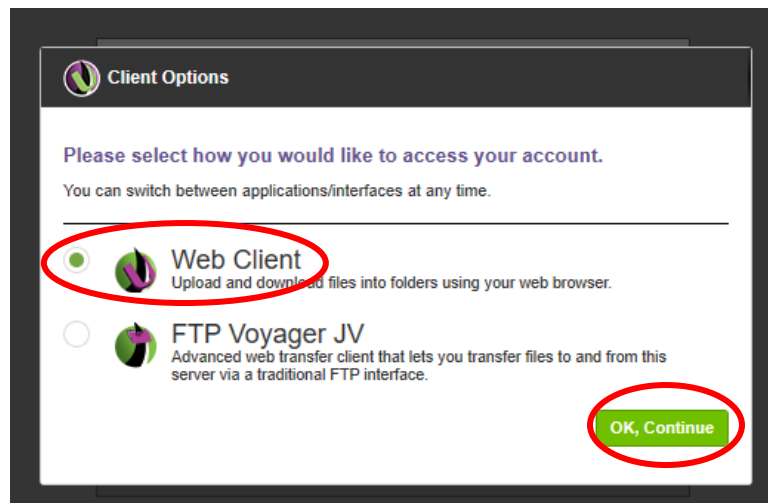 Client Options
Please select how you would like to access your account.
You can switch between applications/interfaces at any time.
Web Client
Upload and download files into folders using your web browser.
FTP Voyager JV
Advanced web transfer client that lets you transfer files to and from this
server via a traditional FTP interface.
OK, Continue